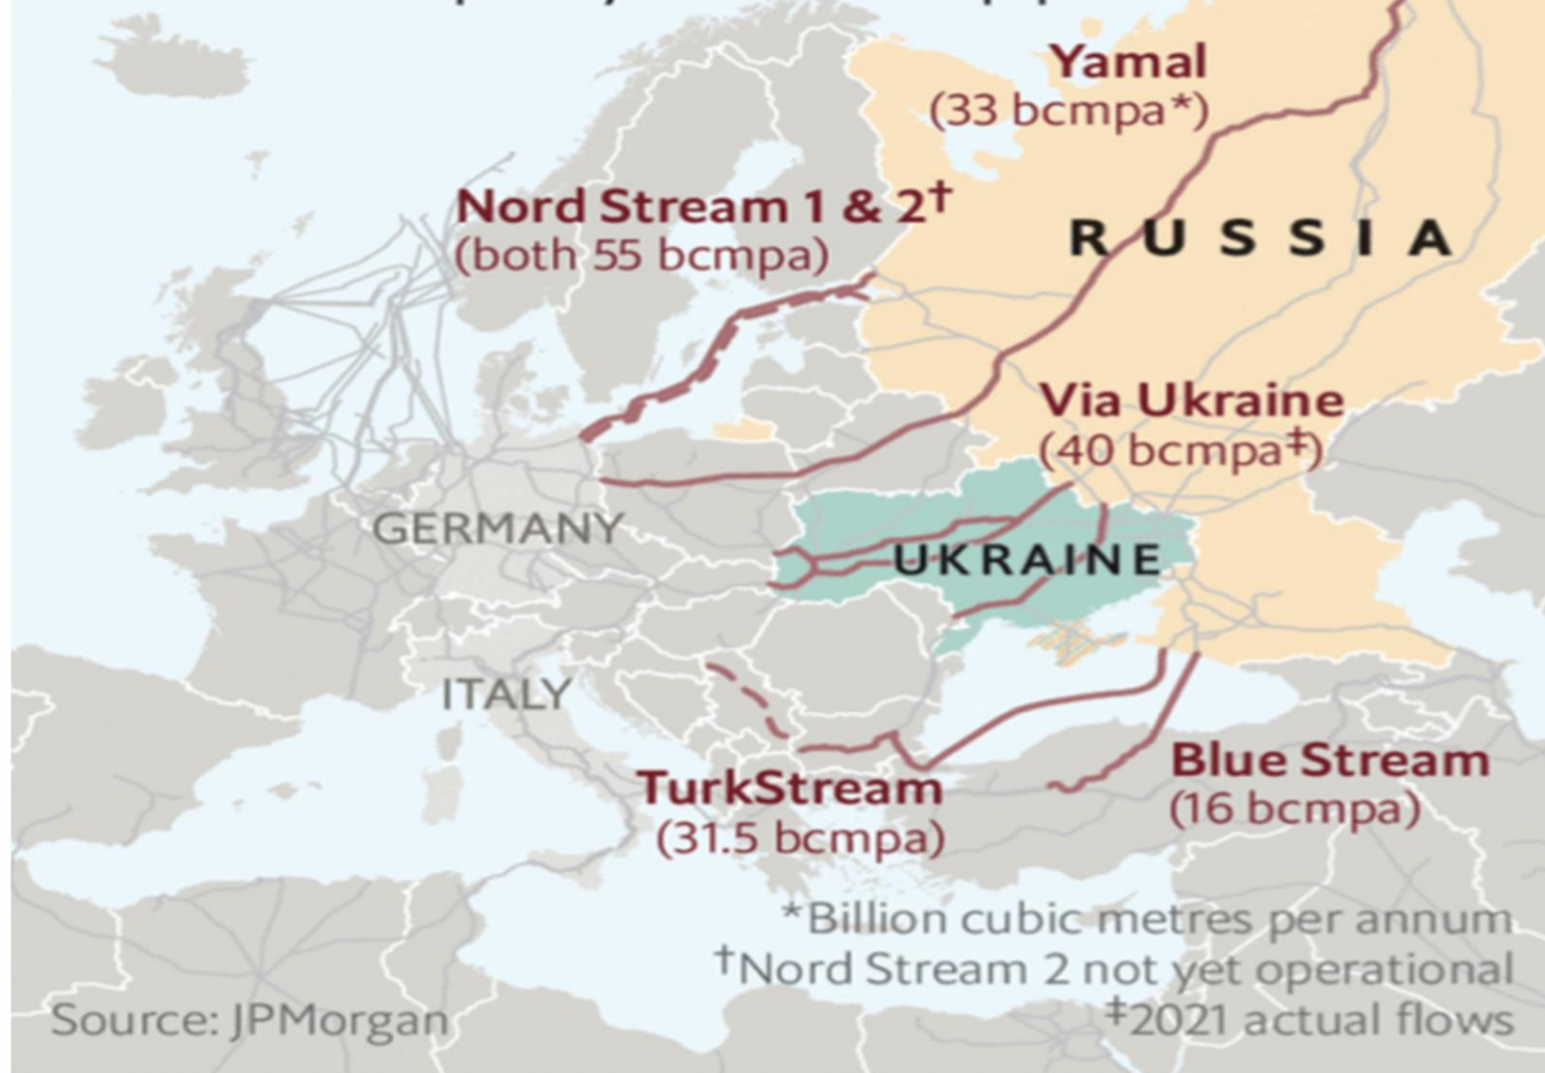 Yamal
(33 bcmpa*)
Nord Stream 1 & 2†
(both 55 bcmpa)
RUSSIA
Via Ukraine
(40 bcmpa‡)
GERMANY
UKRAINE
ITALY
TurkStream
(31.5 bcmpa)
Blue Stream
(16 bcmpa)
*Billion cubic metres per annum
†Nord Stream 2 not yet operational
‡2021 actual flows
Source: JPMorgan